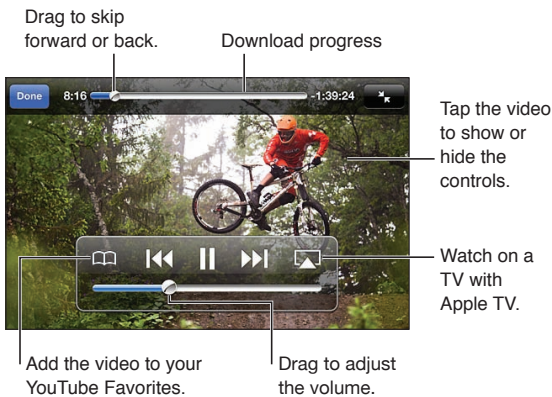 Drag to skip
forward or back.
Download progress
Done
8:16
-1:39:24
Tap the video
to show or
hide the
controls.
Watch on a
TV with
Apple TV.
Add the video to your
YouTube Favorites.
Drag to adjust
the volume.